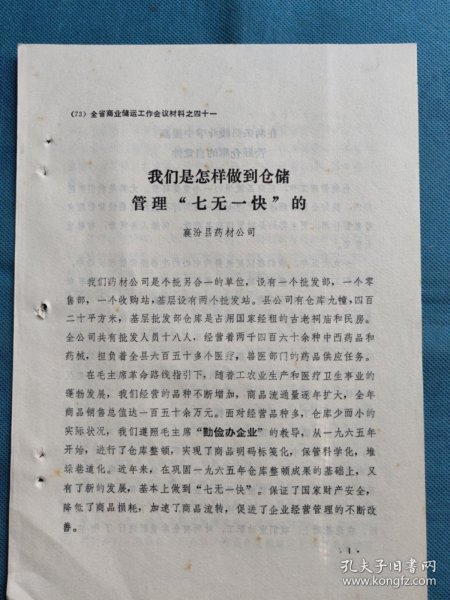 (73) 全省商业储运工作会议材料之四十一
我们是怎样做到仓储
管理“七无一快”的
襄汾县药材公司
我们药材公司是个批另合一的单位，设有一个批发部，一个零
售部，一个收购站，基层设有两个批发站。县公司有仓库九幢，四百
二十平方米，基层批发部仓库是占用国家经租的古老祠庙和民房。
全公司共有批发人员十八人，经营着两千四百六十余种中西药品和
药械，担负着全县六百五十多个医疗，兽医部门的药品供应任务。
在毛主席革命路线指引下，随着工农业生产和医疗卫生事业的
蓬勃发展，我们经营的品种不断增加，商品流通量逐年扩大，全年
商品销售总值达一百五十余万元。面对经营品种多，仓库少而小的
实际状况，我们遵照毛主席“勤俭办企业”的教导，从一九六五年
开始，进行了仓库整顿，实现了商品明码标笺化，保管科学化，堆
垛巷道化。近年来，在巩固一九六五年仓库整顿成果的基础上，又
有了新的发展，基本上做到“七无一快”。保证了国家财产安全，
降低了商品损耗，加速了商品流转，促进了企业经营管理的不断改
善。
· 1 ·
孔夫子旧书网
www.kongfz.com